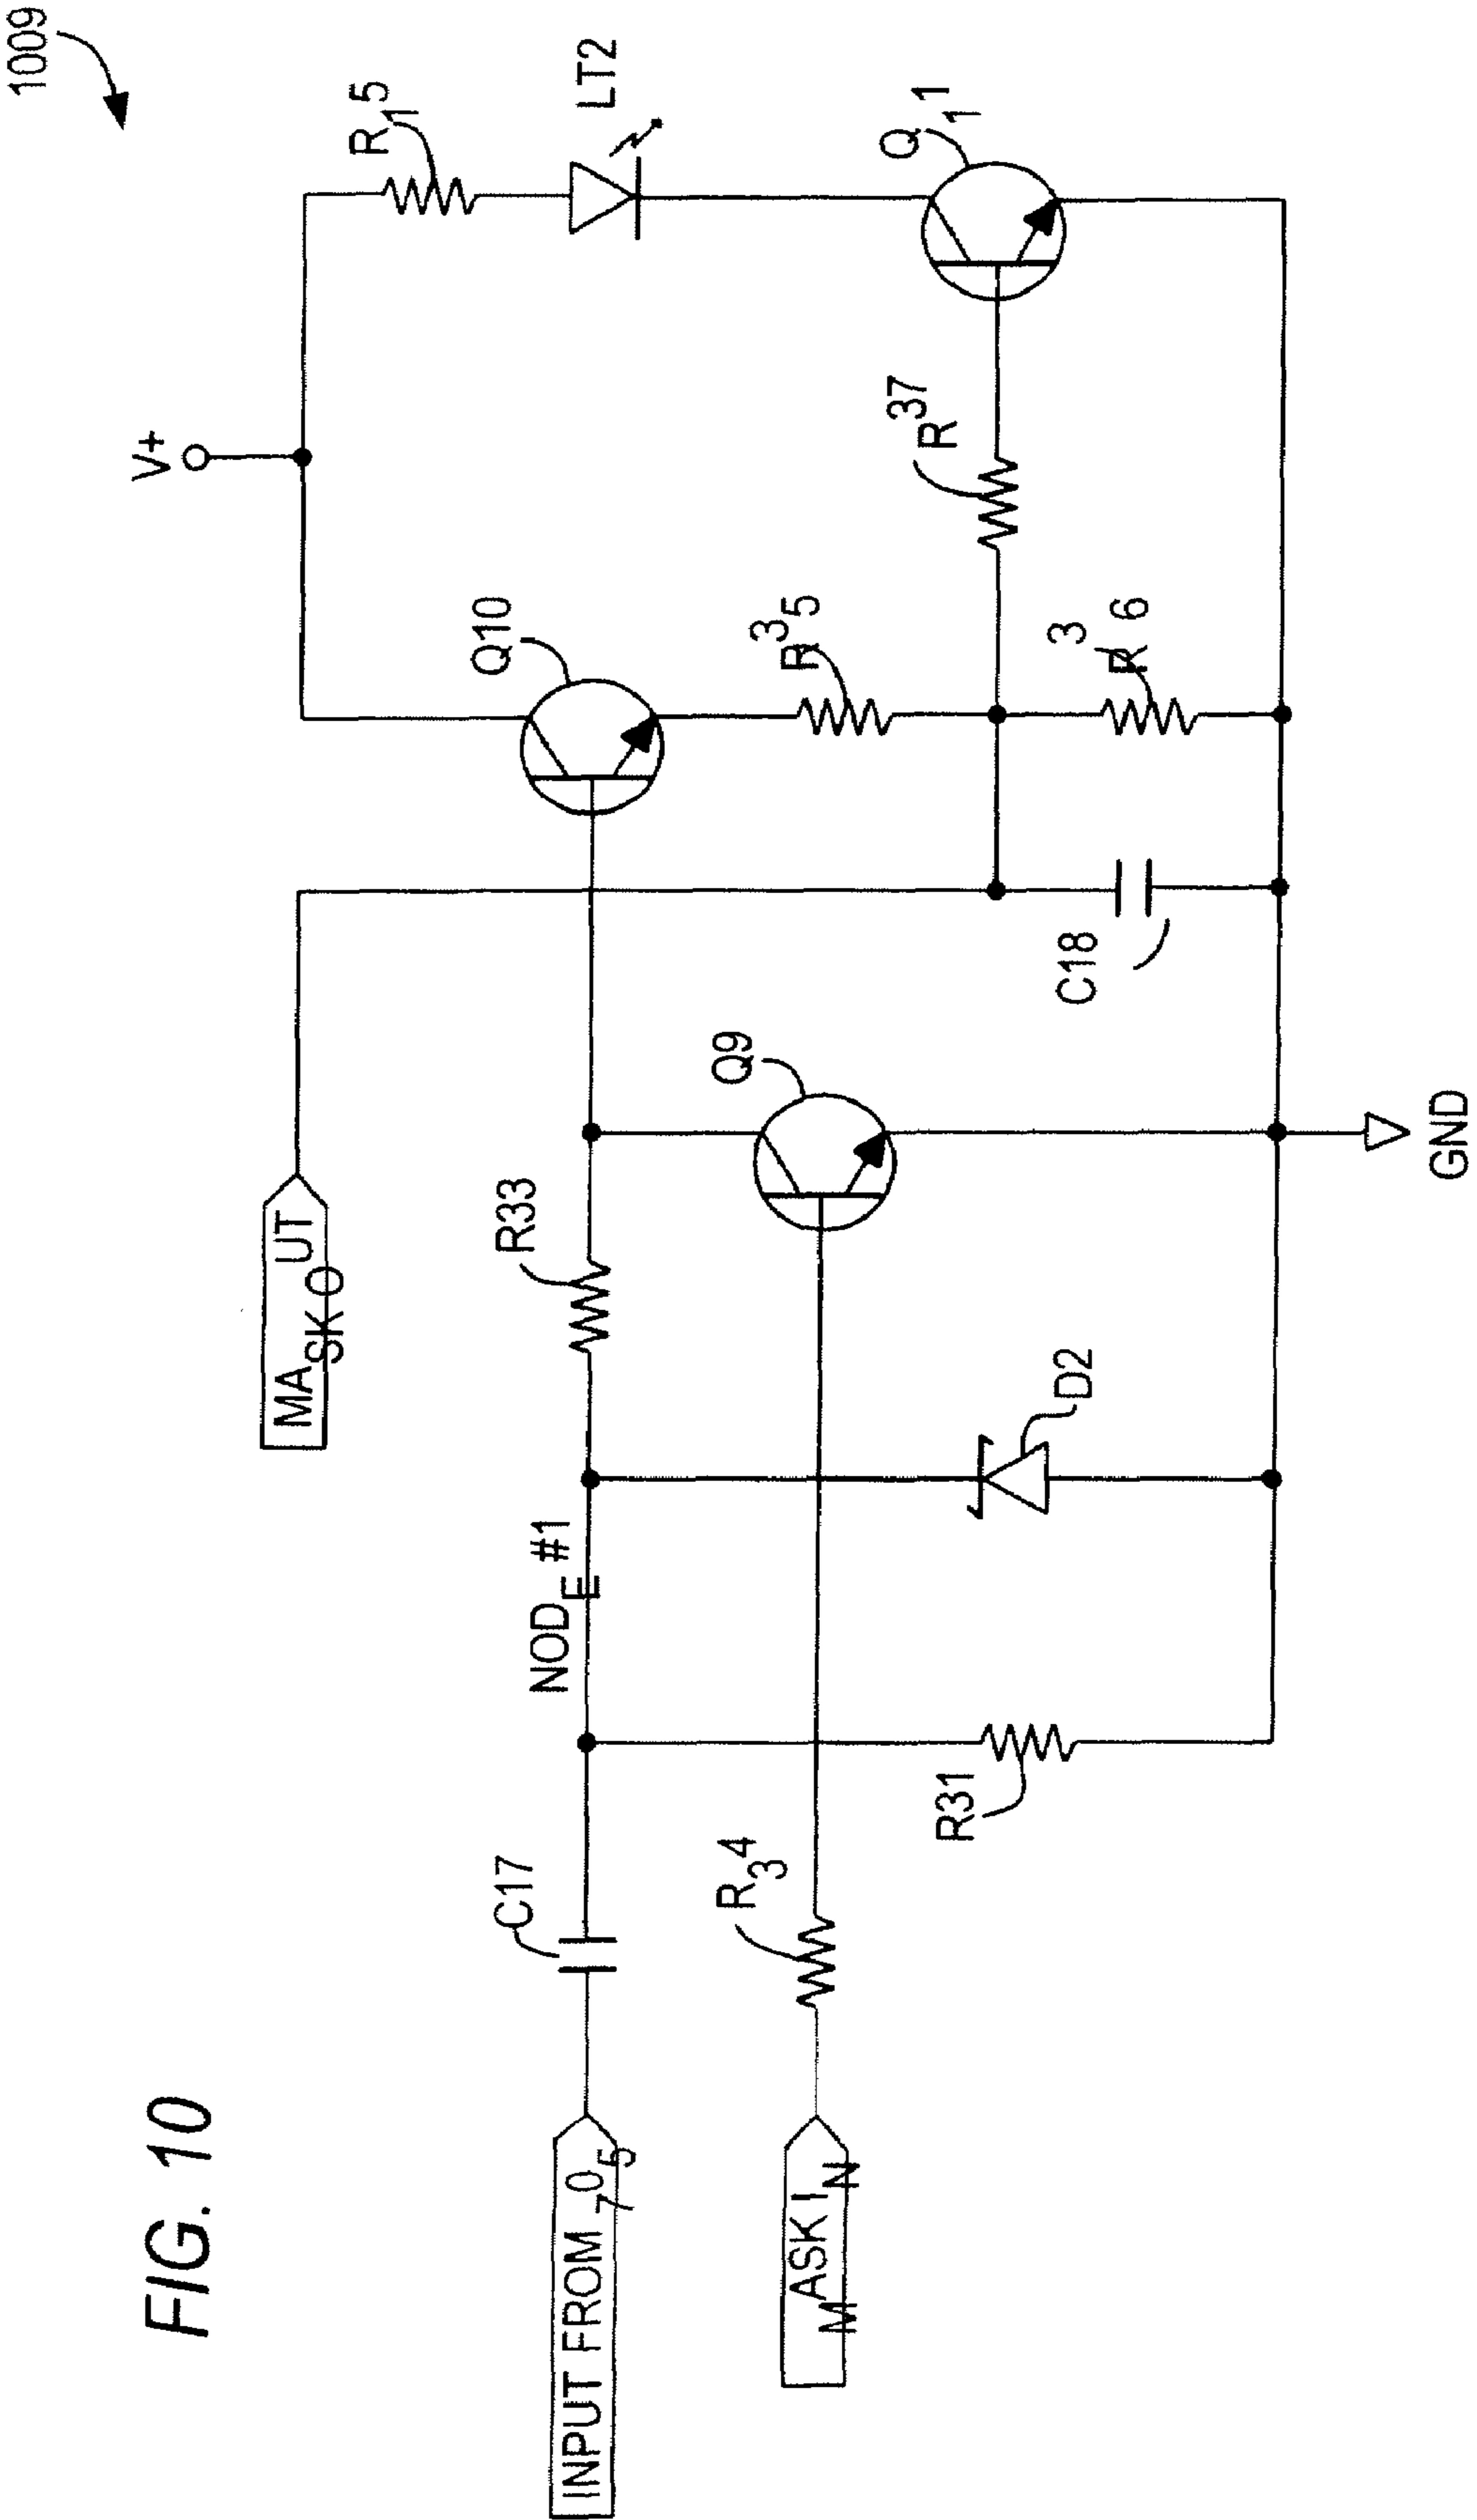 FIG. 10
1009
V+
R15
LT2
MASK OUT
Q10
Q11
R37
NODE #1
R33
Q9
R35
R36
C17
INPUT FROM 705
R34
MASK IN
C18
D2
R31
GND